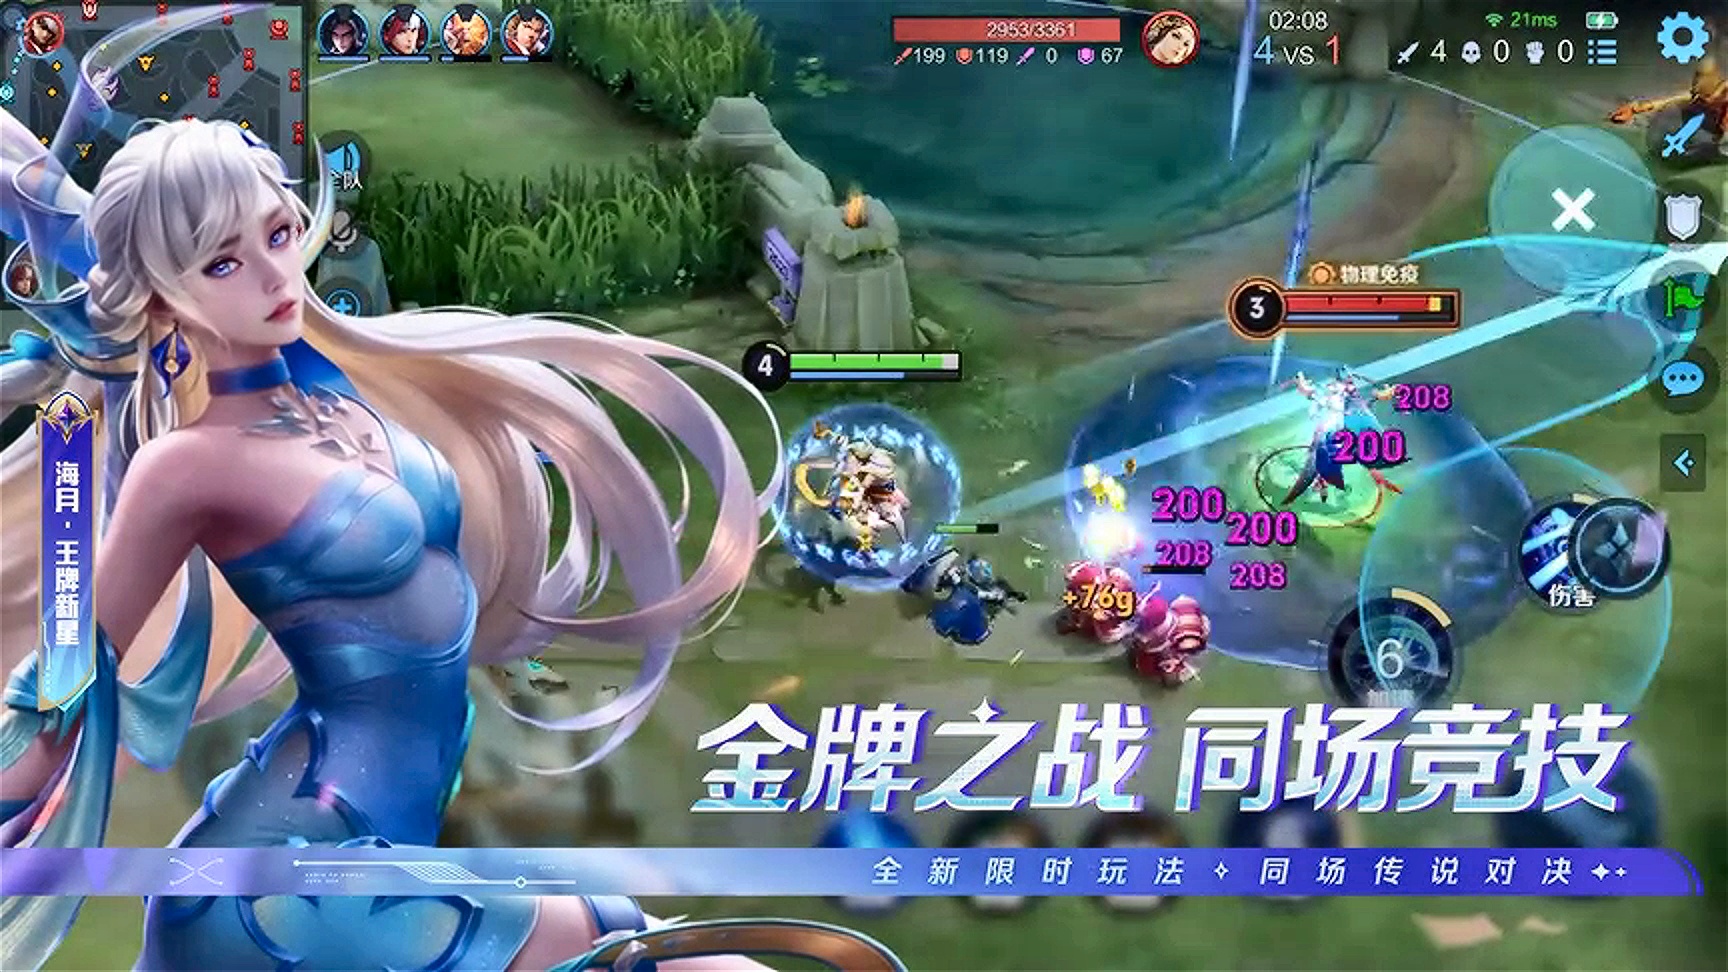 2953/3361
199 119 0 67
02:08
4 VS 1
21ms
4 0 0
全队
物理免疫
3
4
208
200
200
200
208
208
+76g
伤害
6
海月·王牌新星
金牌之战 同场竞技
全新限时玩法 同场传说对决